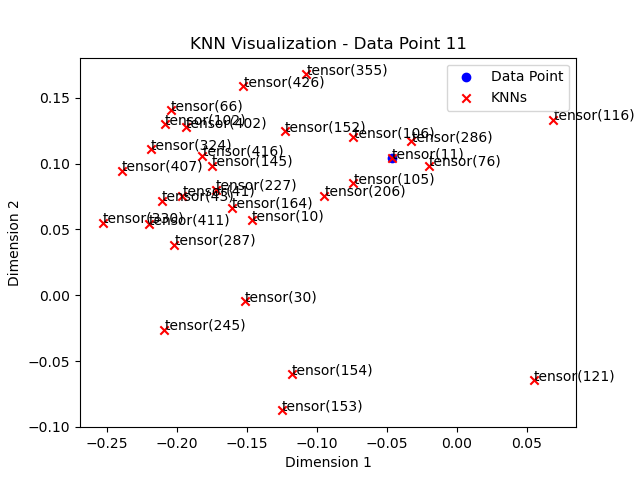 KNN Visualization - Data Point 11
Data Point
KNNs
tensor(355)
tensor(426)
tensor(66)
tensor(116)
tensor(192)
tensor(402)
tensor(152)
tensor(106)
tensor(286)
tensor(324)
tensor(416)
tensor(11)
tensor(407)
tensor(145)
tensor(76)
tensor(105)
tensor(227)
tensor(41)
tensor(206)
tensor(164)
tensor(411)
tensor(10)
tensor(287)
tensor(30)
tensor(245)
tensor(154)
tensor(121)
tensor(153)
0.15
0.10
0.05
0.00
−0.05
−0.10
−0.25
−0.20
−0.15
−0.10
−0.05
0.00
0.05
Dimension 1
Dimension 2